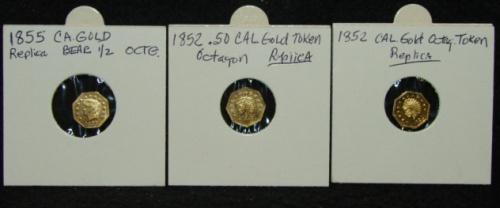 1855 CA.GOLD
Replica BEAR 1/2 OCTG.
1852 .50 CAL Gold Token
Octagon Replica
1852 CAL Gold Octg. Token
Replica